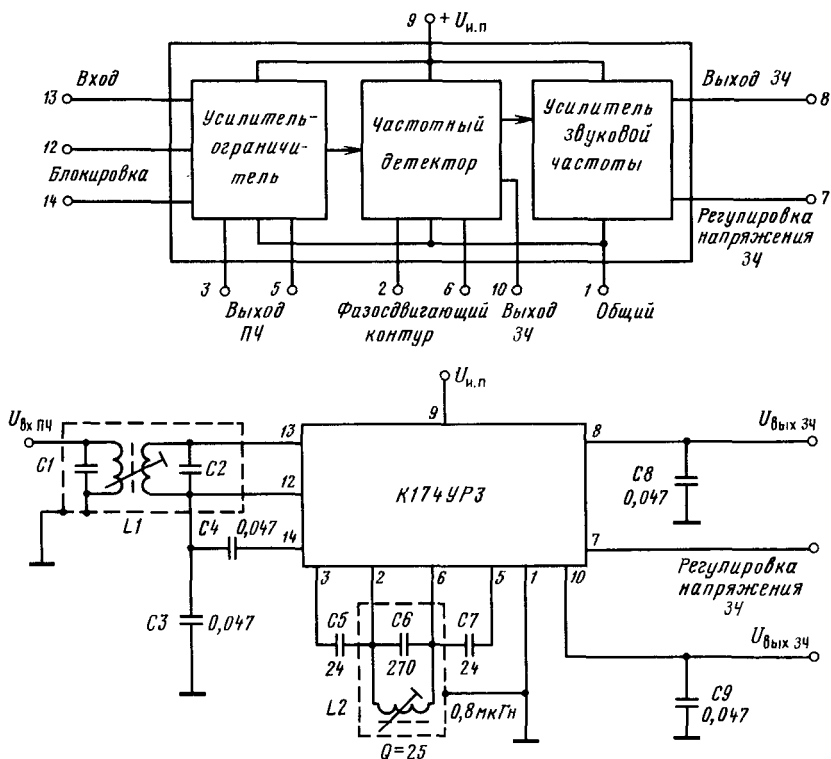 9 + Uи.п
Вход
13
12
Блокировка
14
Усилитель-
ограничи-
тель
Частотный
детектор
Усилитель
звуковой
частоты
Выход ЗЧ
8
7
Регулировка
напряжения
ЗЧ
3
5
2
6
10
1
Выход
ПЧ
Фазосдвигающий
контур
Выход
ЗЧ
Общий
Uи.п
9
Uвх ПЧ
C1
C2
L1
13
12
14
C4
0,047
C3
0,047
К174УР3
8
7
Uвых ЗЧ
C8
0,047
Регулировка
напряжения
ЗЧ
3
2
6
5
1
10
C5
24
C6
270
C7
24
L2
0,8мкГн
Q=25
Uвых ЗЧ
C9
0,047